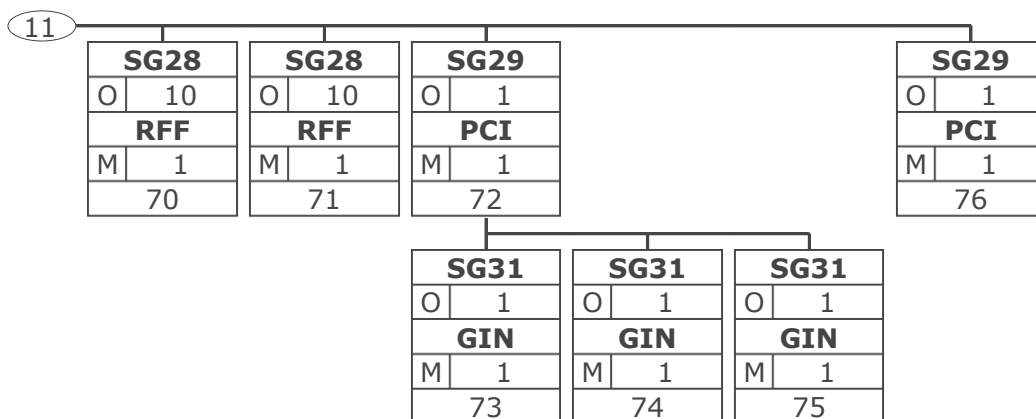 11
SG28 SG28 SG29 SG29
O 10 O 10 O 1 O 1
RFF RFF PCI PCI
M 1 M 1 M 1 M 1
70 71 72 76
SG31 SG31 SG31
O 1 O 1 O 1
GIN GIN GIN
M 1 M 1 M 1
73 74 75